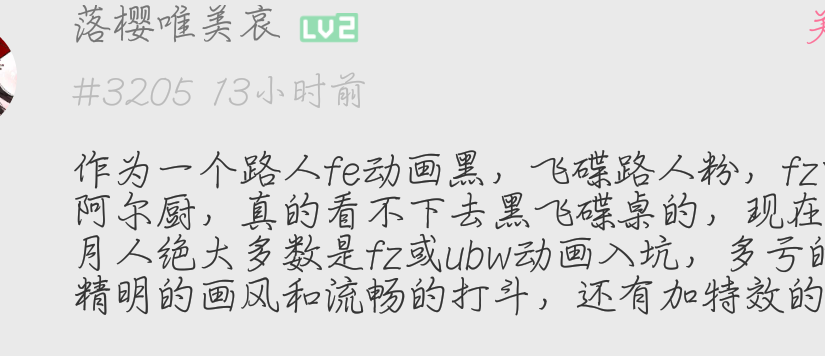 落樱唯美哀 LV2
#3205 13小时前
作为一个路人fe动画黑，飞碟路人粉，fz
阿尔厨，真的看不下去黑飞碟桌的，现在
月人绝大多数是fz或ubw动画入坑，多亏的
精明的画风和流畅的打斗，还有加特效的